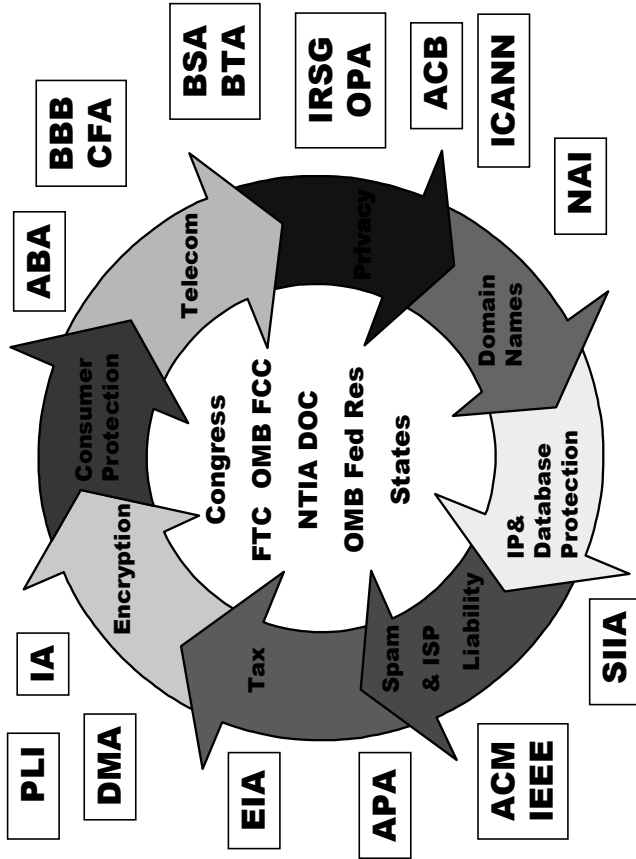 PLI
IA
ABA
BBB
CFA
DMA
Consumer
Protection
Encryption
Telecom
BSA
BTA
EIA
Tax
Congress
FTC OMB FCC
NTIA DOC
OMB Fed Res
States
Privacy
IRSG
OPA
APA
Spam
& ISP
Liability
ACB
Domain
Names
ICANN
ACM
IEEE
IP&
Database
Protection
NAI
SIIA